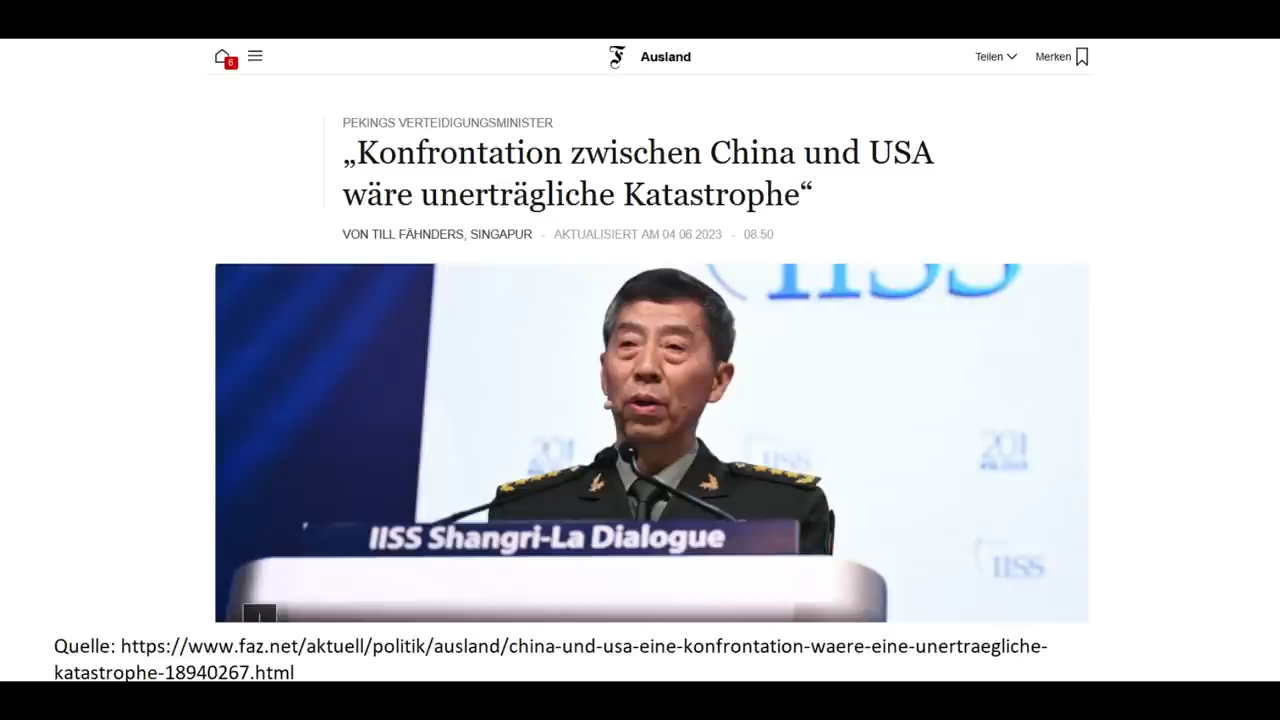 6
Ausland
Teilen
Merken
PEKINGS VERTEIDIGUNGSMINISTER
„Konfrontation zwischen China und USA
wäre unerträgliche Katastrophe“
VON TILL FÄHNDERS, SINGAPUR - AKTUALISIERT AM 04 06 2023 - 08:50
IISS
IISS
IISS Shangri-La Dialogue
IISS
Quelle: https://www.faz.net/aktuell/politik/ausland/china-und-usa-eine-konfrontation-waere-eine-unertraegliche-
katastrophe-18940267.html